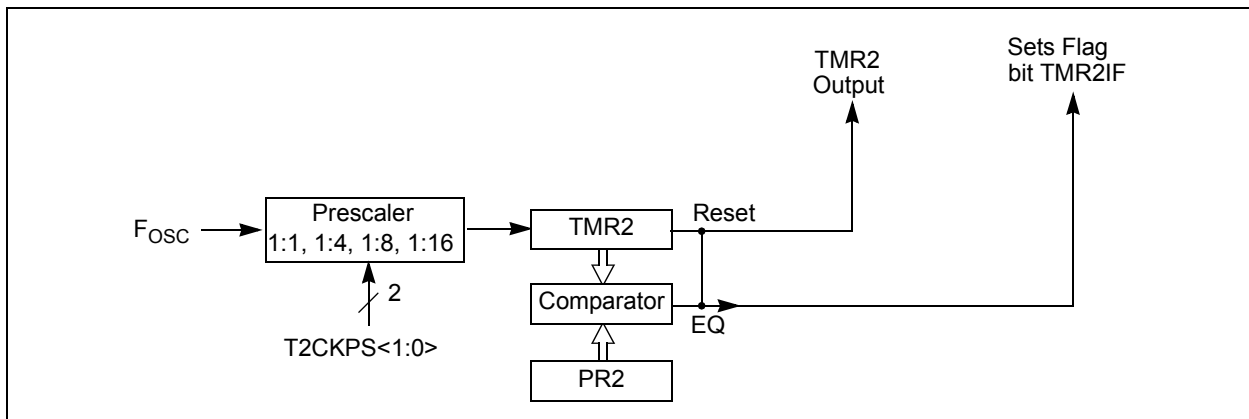 TMR2
Output
Sets Flag
bit TMR2IF
FOSC
Prescaler
1:1, 1:4, 1:8, 1:16
2
T2CKPS<1:0>
TMR2
Reset
Comparator
EQ
PR2